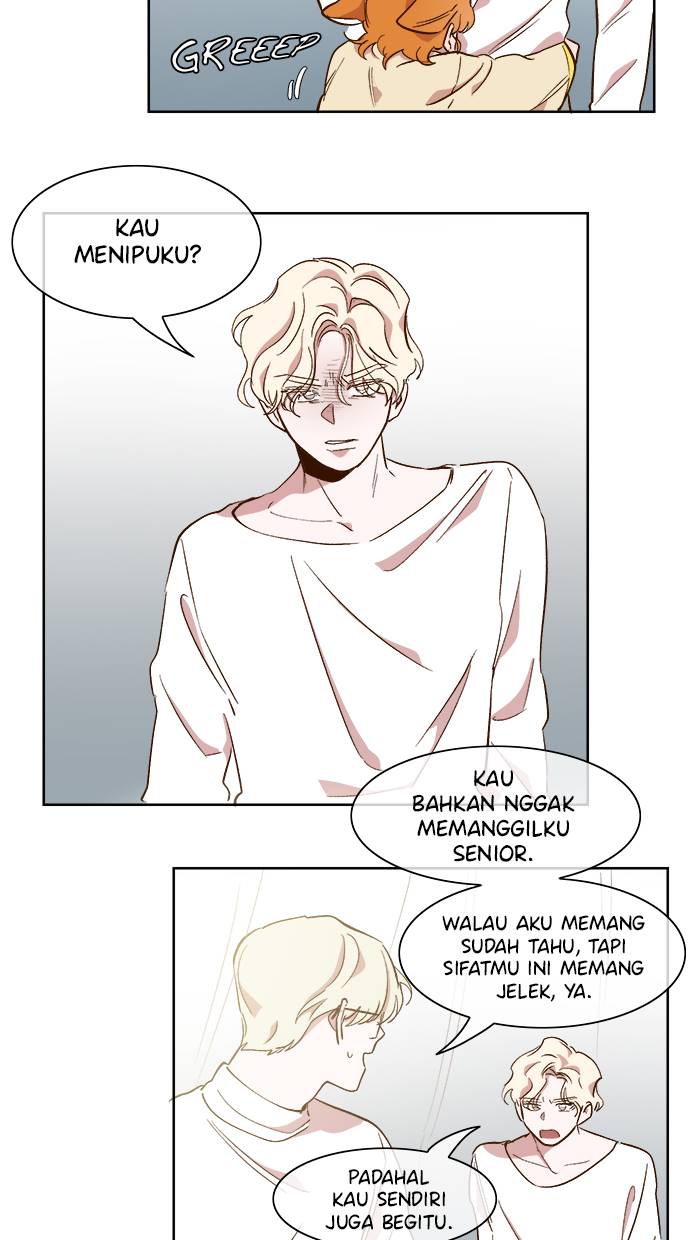 GREEEP
KAU
MENIPUKU?
KAU
BAHKAN NGGAK
MEMANGGILKU
SENIOR.
WALAU AKU MEMANG
SUDAH TAHU, TAPI
SIFATMU INI MEMANG
JELEK, YA.
PADAHAL
KAU SENDIRI
JUGA BEGITU.